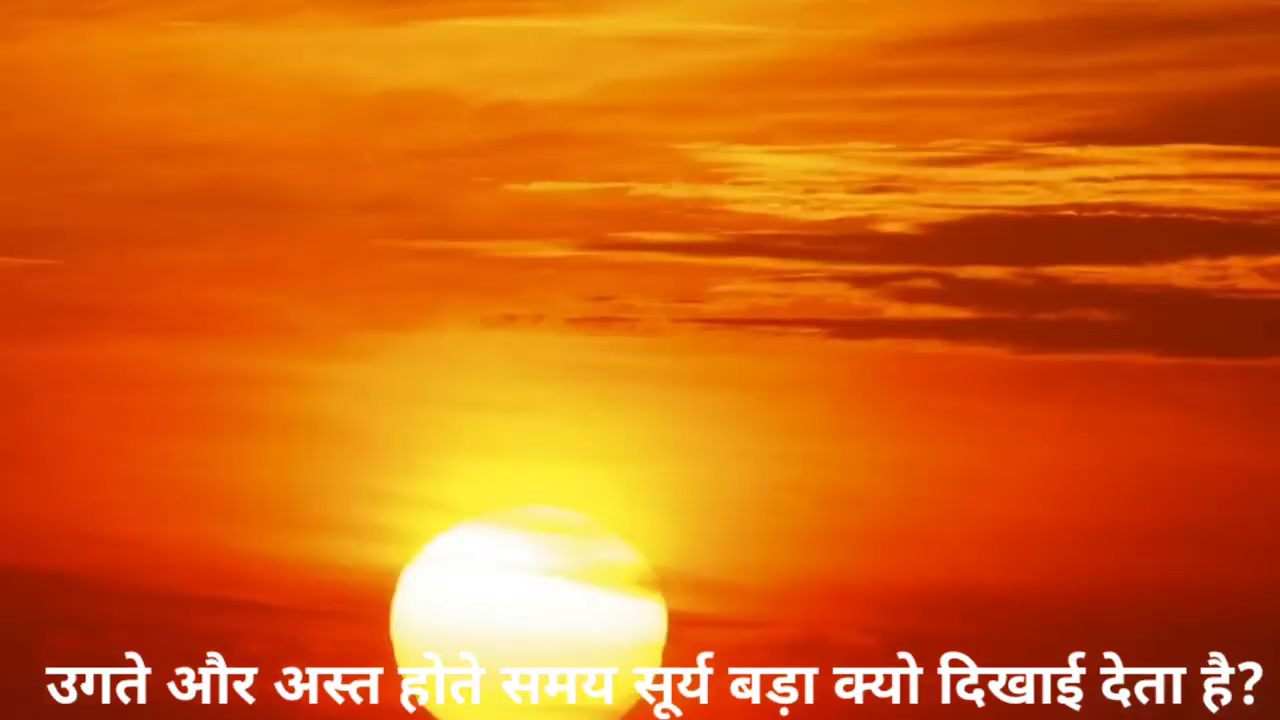 उगते और अस्त होते समय सूर्य बड़ा क्यो दिखाई देता है?